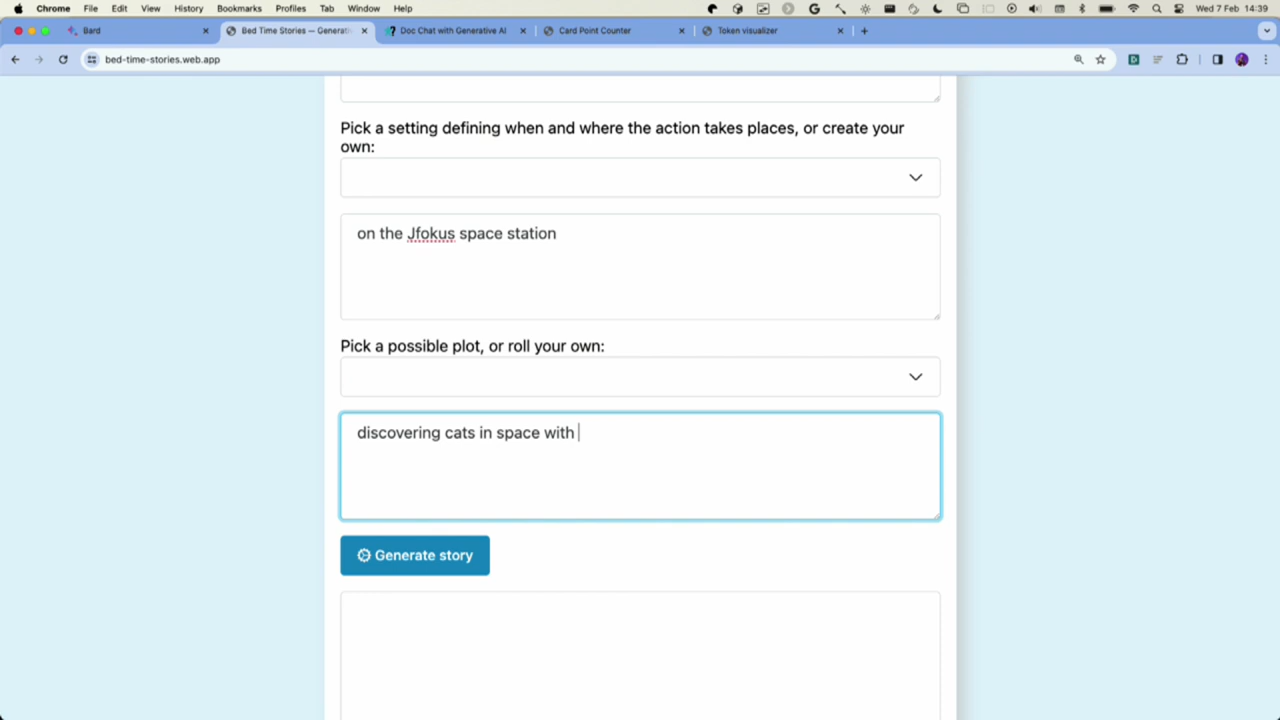 Chrome File Edit View History Bookmarks Profiles Tab Window Help Wed 7 Feb 14:39
Bard Bed Time Stories — Generati Doc Chat with Generative AI Card Point Counter Token visualizer
bed-time-stories.web.app
Pick a setting defining when and where the action takes places, or create your
own:
on the Jfokus space station
Pick a possible plot, or roll your own:
discovering cats in space with
Generate story